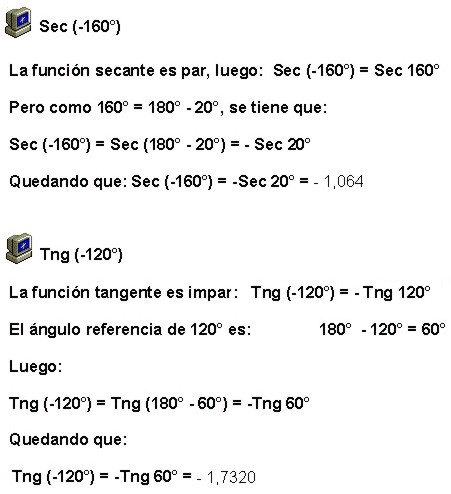 Sec (-160°)
La función secante es par, luego: Sec (-160°) = Sec 160°
Pero como 160° = 180° - 20°, se tiene que:
Sec (-160°) = Sec (180° - 20°) = - Sec 20°
Quedando que: Sec (-160°) = -Sec 20° = - 1,064
Tng (-120°)
La función tangente es impar: Tng (-120°) = - Tng 120°
El ángulo referencia de 120° es: 180° - 120° = 60°
Luego:
Tng (-120°) = Tng (180° - 60°) = -Tng 60°
Quedando que:
Tng (-120°) = -Tng 60° = - 1,7320